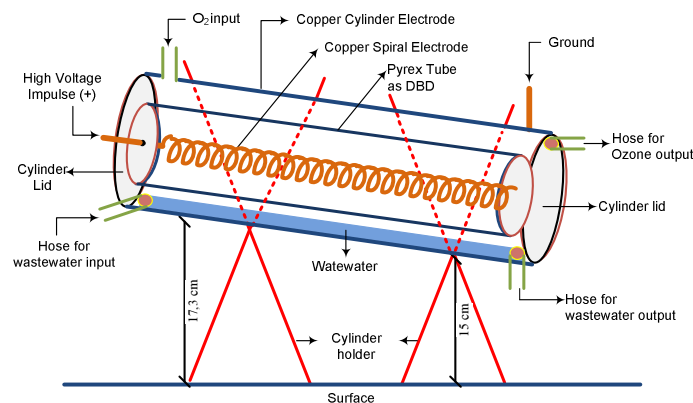 O₂input
Copper Cylinder Electrode
Copper Spiral Electrode
Ground
High Voltage
Impulse (+)
Pyrex Tube
as DBD
Hose for
Ozone output
Cylinder
Lid
Cylinder lid
Hose for
wastewater input
Watewater
Hose for
wastewater output
17,3 cm
15 cm
Cylinder
holder
Surface